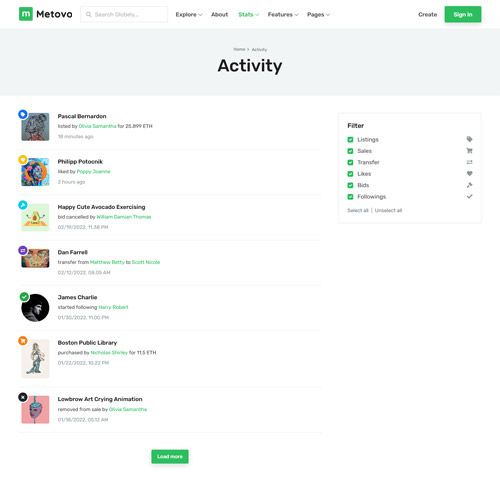 m Metovo
Search Globely...
Explore
About
Stats
Features
Pages
Create
Sign In
Home > Activity
Activity
Pascal Bernardon
listed by Olivia Samantha for 25.899 ETH
18 minutes ago
Philipp Potocnik
liked by Poppy Joanne
2 hours ago
Happy Cute Avocado Exercising
bid cancelled by William Damian Thomas
02/19/2022, 11.38 PM
Dan Farrell
transfer from Matthew Betty to Scott Nicole
02/12/2022, 08.05 AM
James Charlie
started following Harry Robert
01/30/2022, 11.00 PM
Boston Public Library
purchased by Nicholas Shirley for 11.5 ETH
01/22/2022, 10.22 PM
Lowbrow Art Crying Animation
removed from sale by Olivia Samantha
01/18/2022, 05.12 AM
Load more
Filter
Listings
Sales
Transfer
Likes
Bids
Followings
Select all | Unselect all